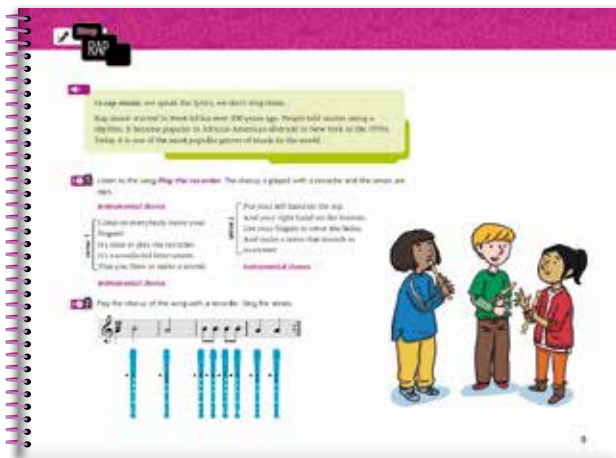 RAP
In rap music, we speak the lyrics, we don't sing them.
Rap music started in West Africa over 100 years ago. People told stories using a
rhythm. It became popular in African-American districts in New York in the 1970s.
Today it is one of the most popular genres of music in the world.
Listen to the song Play the recorder. The chorus is played with a recorder and the verses are
rap.
Instrumental chorus
verse 1
everybody move your
fingers!
It's time to play the recorder.
It's a wonderful instrument
That you blow to make a sound.
Instrumental chorus
verse 2
Put your left hand on the top,
And your right hand on the bottom.
Use your fingers to cover the holes,
And make a tune that sounds so
Instrumental chorus
Play the chorus of the song with a recorder. Sing the verses.